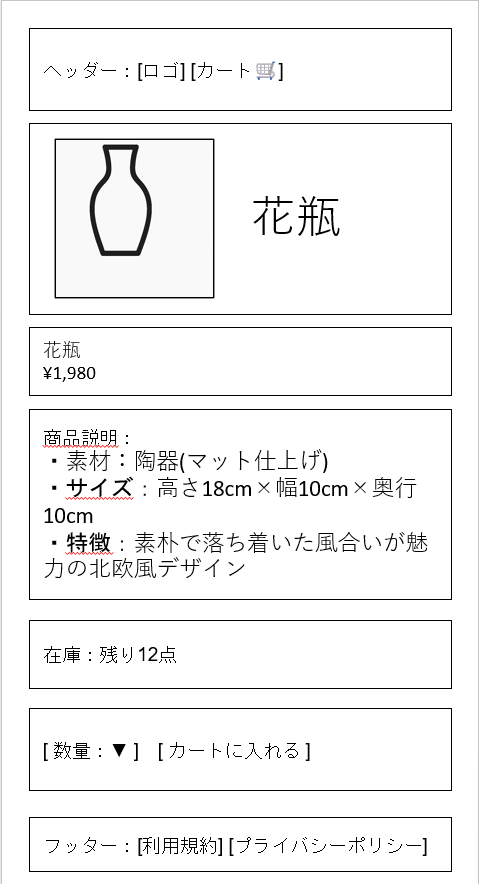 ヘッダー：[ロゴ] [カート🛒]
花瓶
花瓶
¥1,980
商品説明：
・素材：陶器(マット仕上げ)
・サイズ：高さ18cm×幅10cm×奥行
10cm
・特徴：素朴で落ち着いた風合いが魅
力の北欧風デザイン
在庫：残り12点
[ 数量：▼ ]　[ カートに入れる ]
フッター：[利用規約] [プライバシーポリシー]